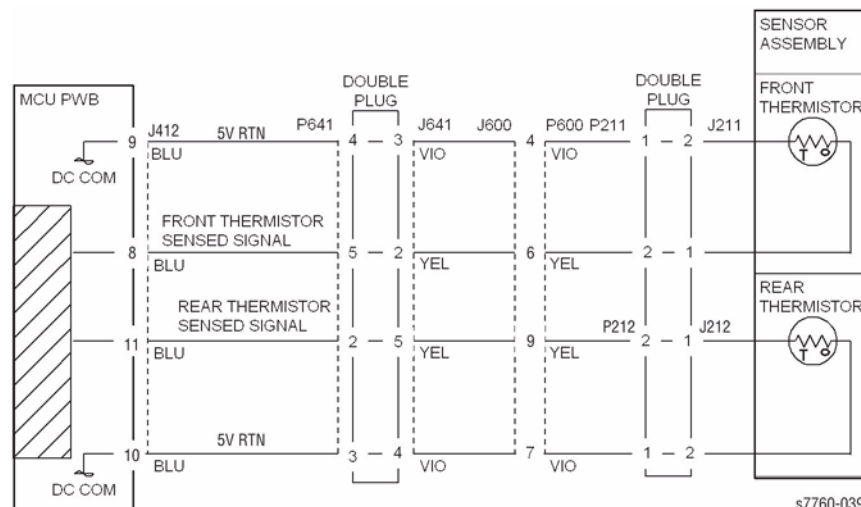 SENSOR
ASSEMBLY
MCU PWB
DOUBLE
PLUG
DOUBLE
PLUG
FRONT
THERMISTOR
9 J412 5V RTN P641 4 3 J641 J600 4 P600 P211 1 2 J211
DC COM
BLU VIO VIO
T
FRONT THERMISTOR
SENSED SIGNAL
8 5 2 6 2 1
BLU YEL YEL
REAR THERMISTOR
SENSED SIGNAL
REAR
THERMISTOR
11 2 5 9 P212 2 1 J212
BLU YEL YEL
T
10 5V RTN 3 4 7 1 2
BLU VIO VIO
DC COM
s7760-039